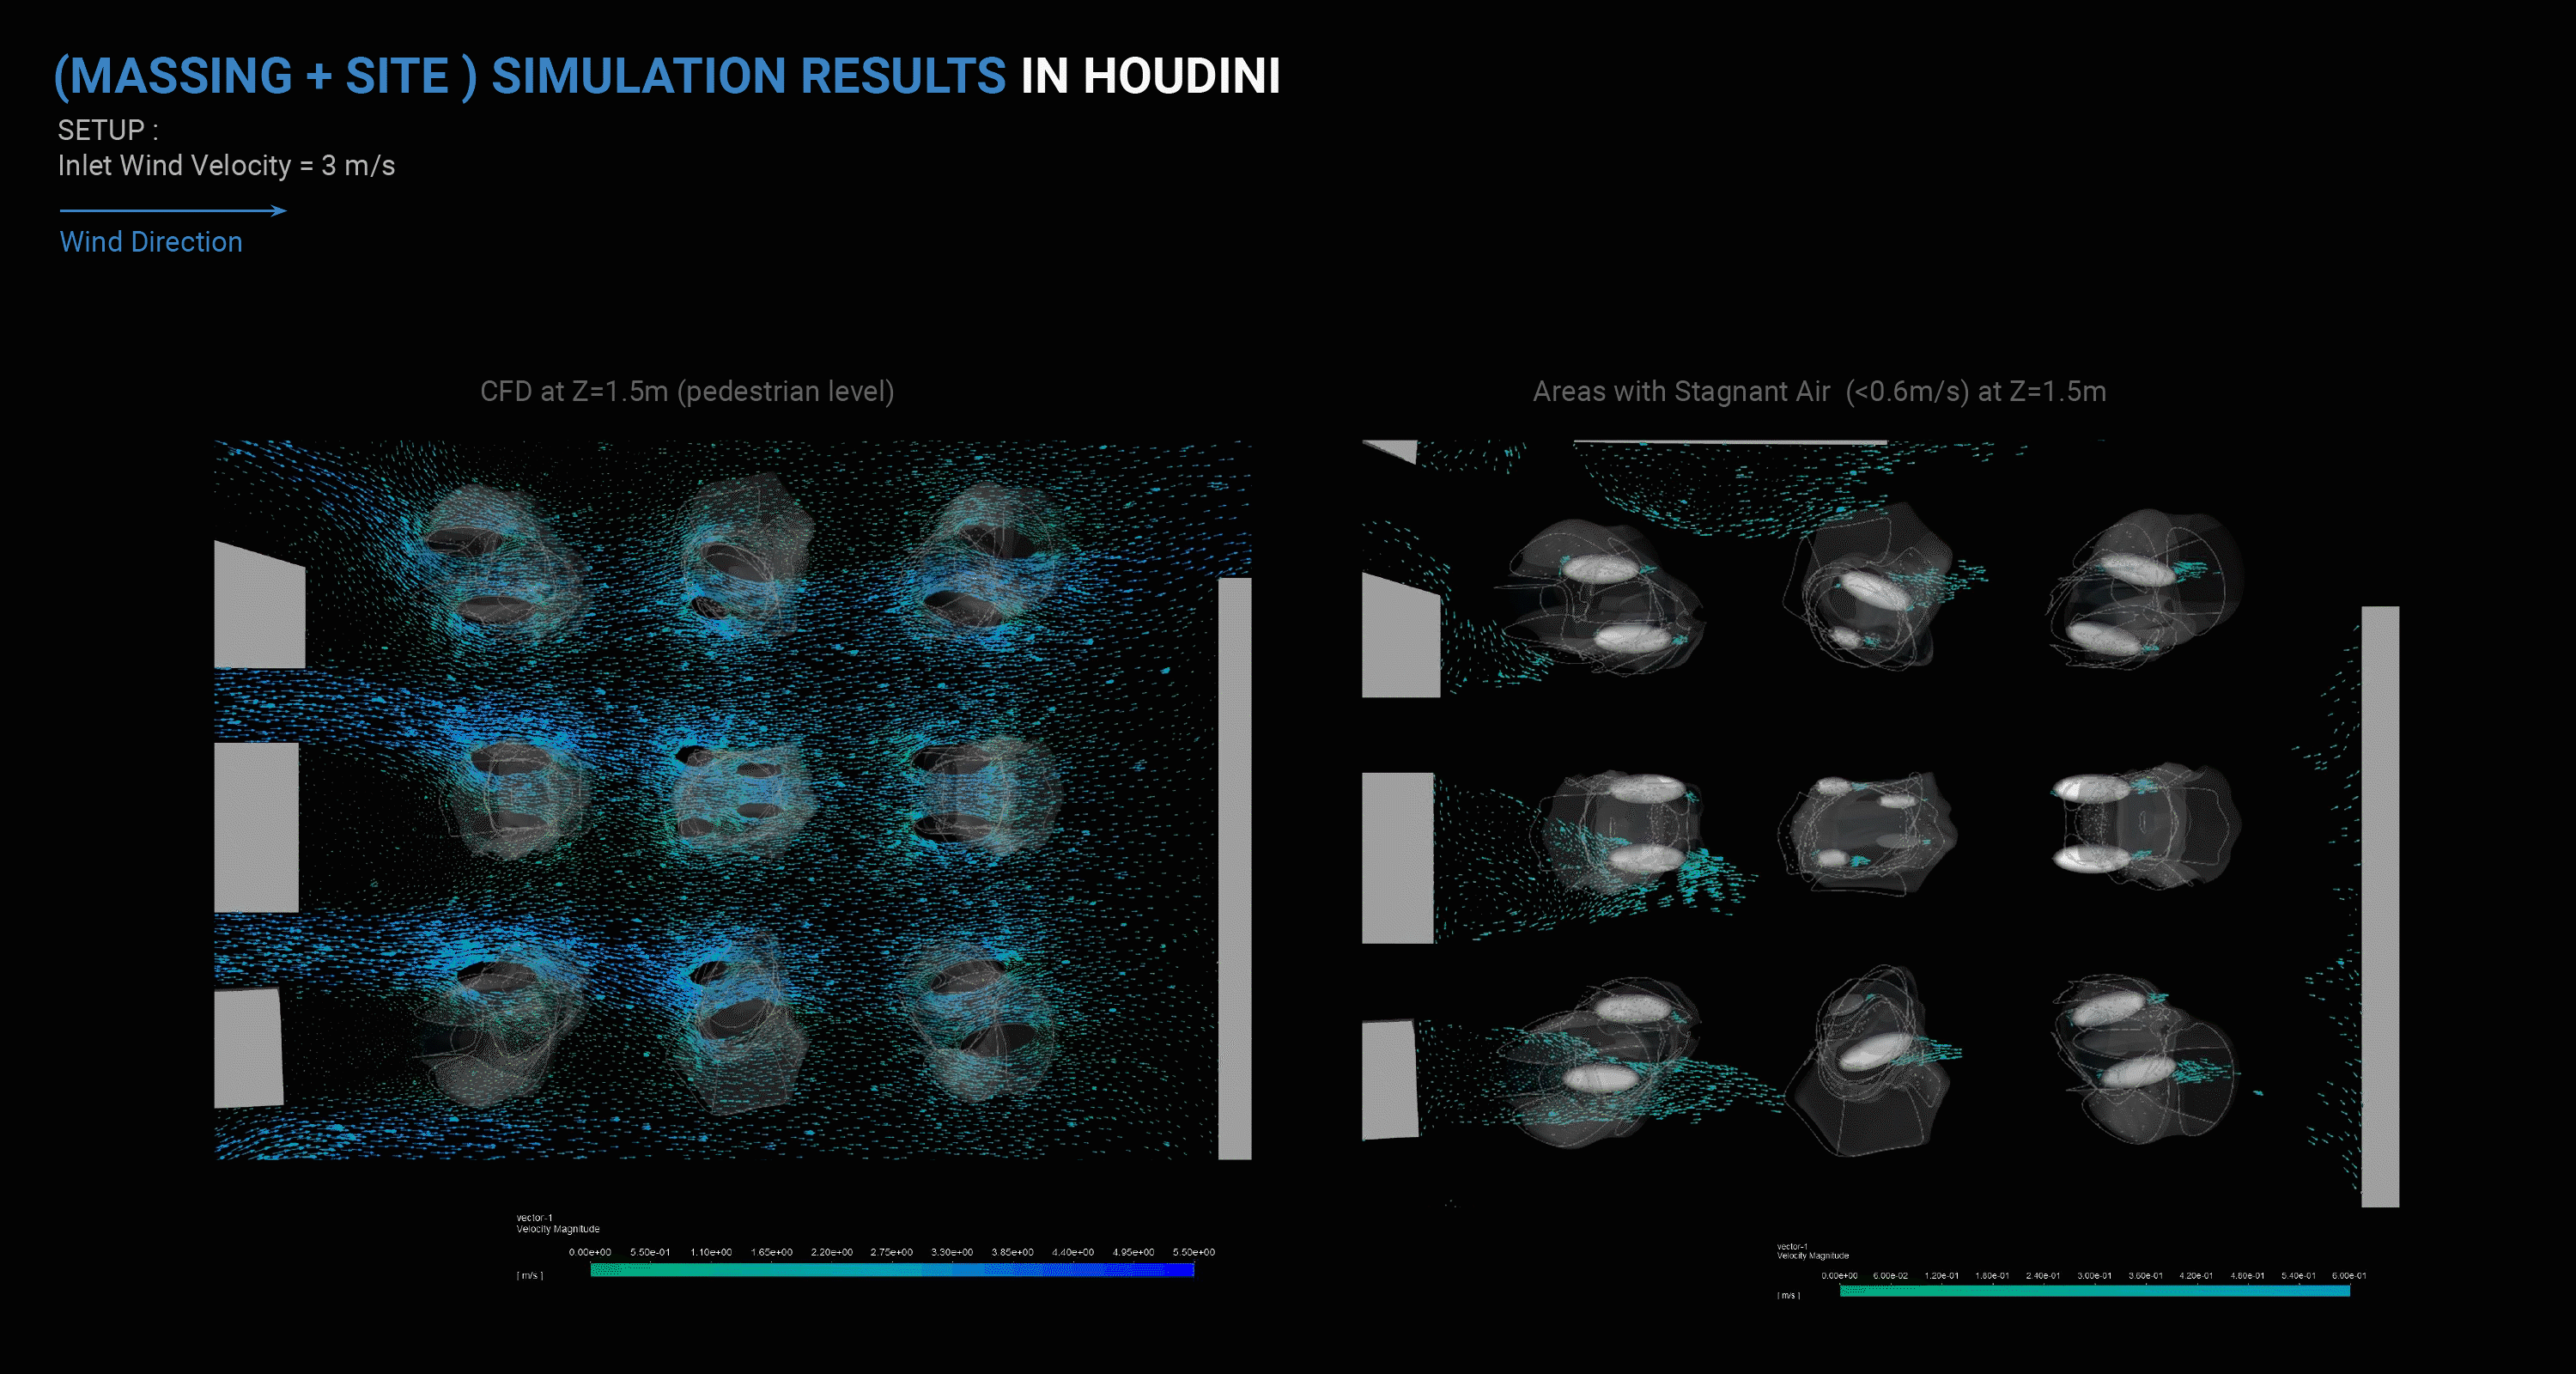 (MASSING + SITE ) SIMULATION RESULTS IN HOUDINI
SETUP :
Inlet Wind Velocity = 3 m/s
Wind Direction
CFD at Z=1.5m (pedestrian level)
Areas with Stagnant Air (<0.6m/s) at Z=1.5m
vector-1
Velocity Magnitude
0.00e+00 5.50e-01 1.10e+00 1.65e+00 2.20e+00 2.75e+00 3.30e+00 3.85e+00 4.40e+00 4.95e+00 5.50e+00
[ m/s ]
vector-1
Velocity Magnitude
0.00e+00 6.00e-02 1.20e-01 1.80e-01 2.40e-01 3.00e-01 3.60e-01 4.20e-01 4.80e-01 5.40e-01 6.00e-01
[ m/s ]